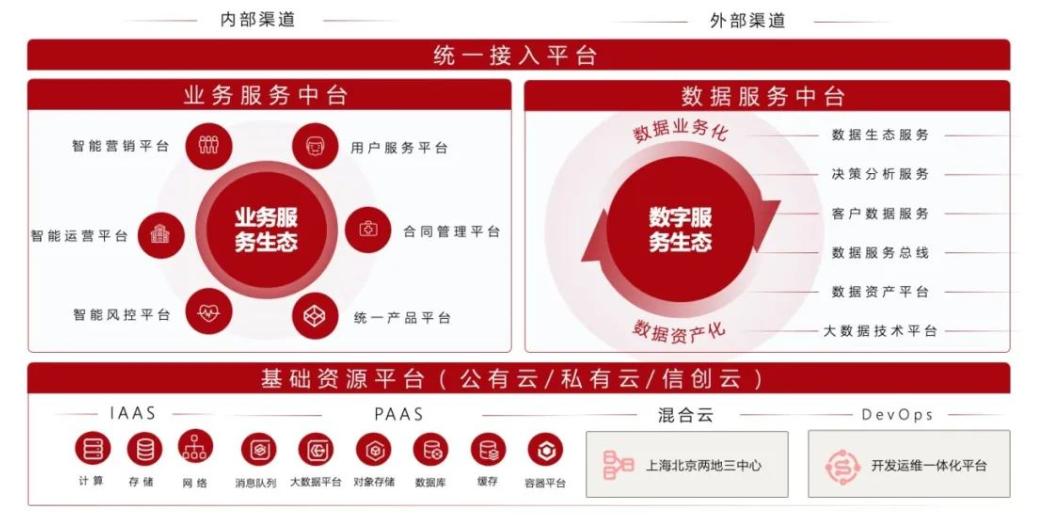 内部渠道
外部渠道
统一接入平台
业务服务中台
智能营销平台
用户服务平台
智能运营平台
业务服
务生态
合同管理平台
智能风控平台
统一产品平台
数据服务中台
数据业务化
数字服
务生态
数据资产化
数据生态服务
决策分析服务
客户数据服务
数据服务总线
数据资产平台
大数据技术平台
基础资源平台(公有云/私有云/信创云)
IAAS
计算
存储
网络
PAAS
消息队列
大数据平台
对象存储
数据库
缓存
容器平台
混合云
上海北京两地三中心
DevOps
开发运维一体化平台